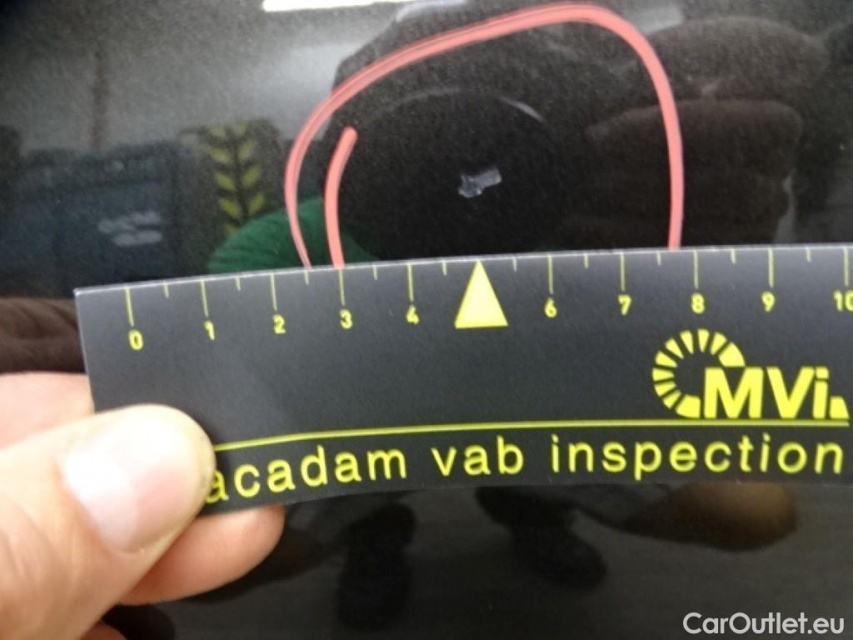 0 1 2 3 4 6 7 8 9 10
MVi.
acadam vab inspection
CarOutlet.eu